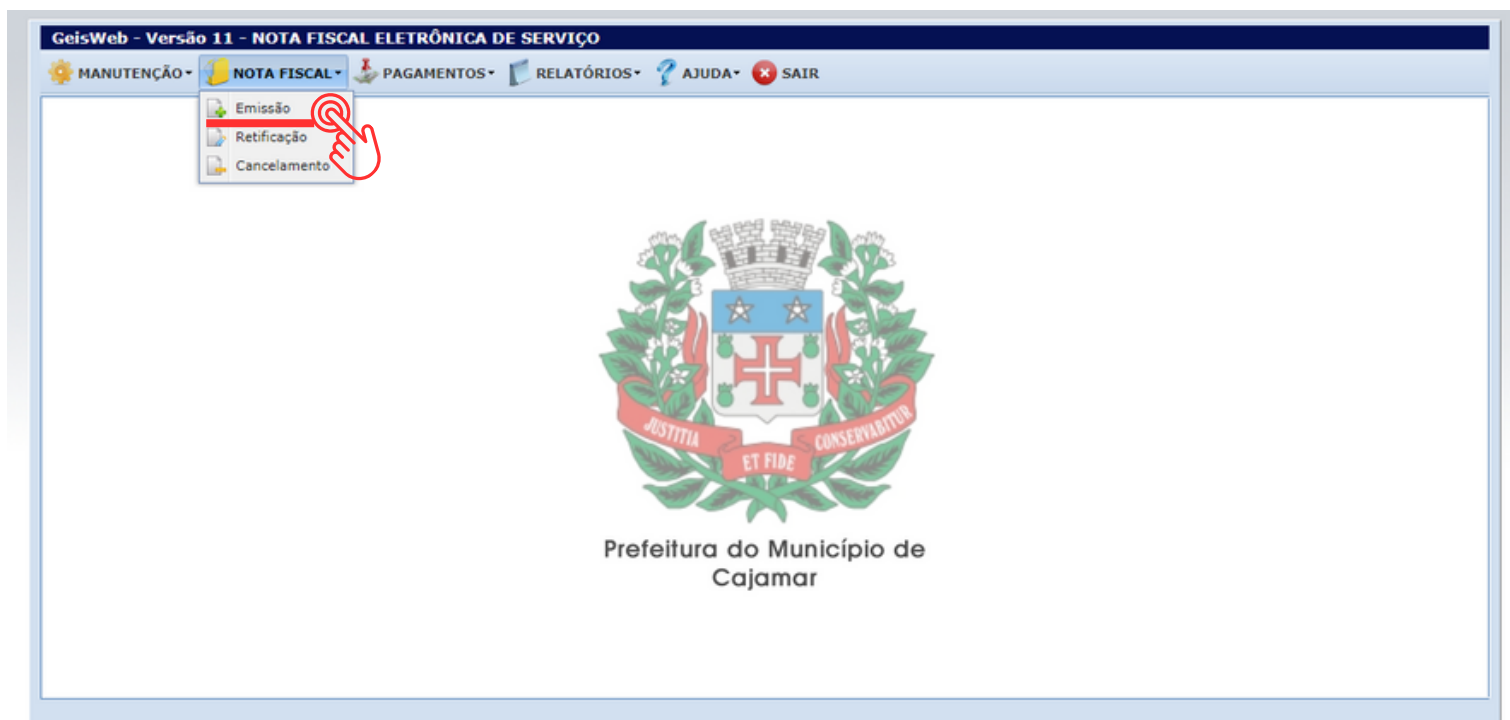 GeisWeb - Versão 11 - NOTA FISCAL ELETRÔNICA DE SERVIÇO
MANUTENÇÃO NOTA FISCAL PAGAMENTOS RELATÓRIOS AJUDA SAIR
Emissão
Retificação
Cancelamento
JUSTITIA ET FIDE CONSERVABITUR
Prefeitura do Município de
Cajamar